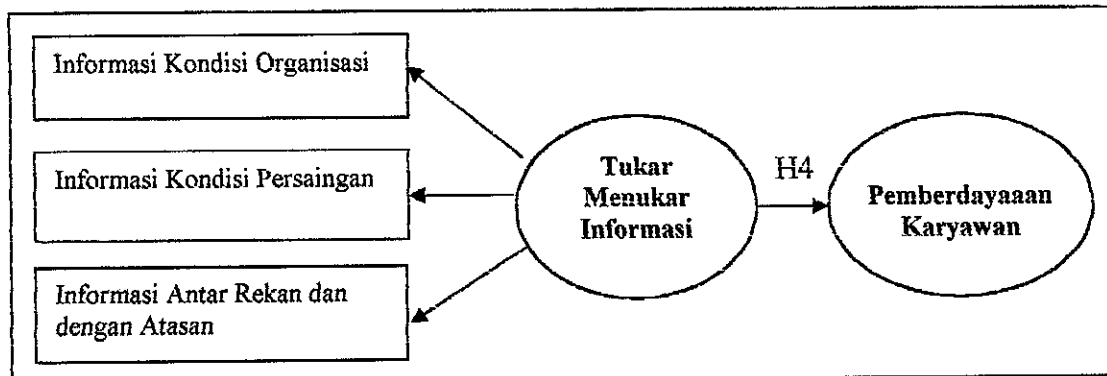 Informasi Kondisi Organisasi
Informasi Kondisi Persaingan
Informasi Antar Rekan dan
dengan Atasan
Tukar
Menukar
Informasi
H4
Pemberdayaaan
Karyawan